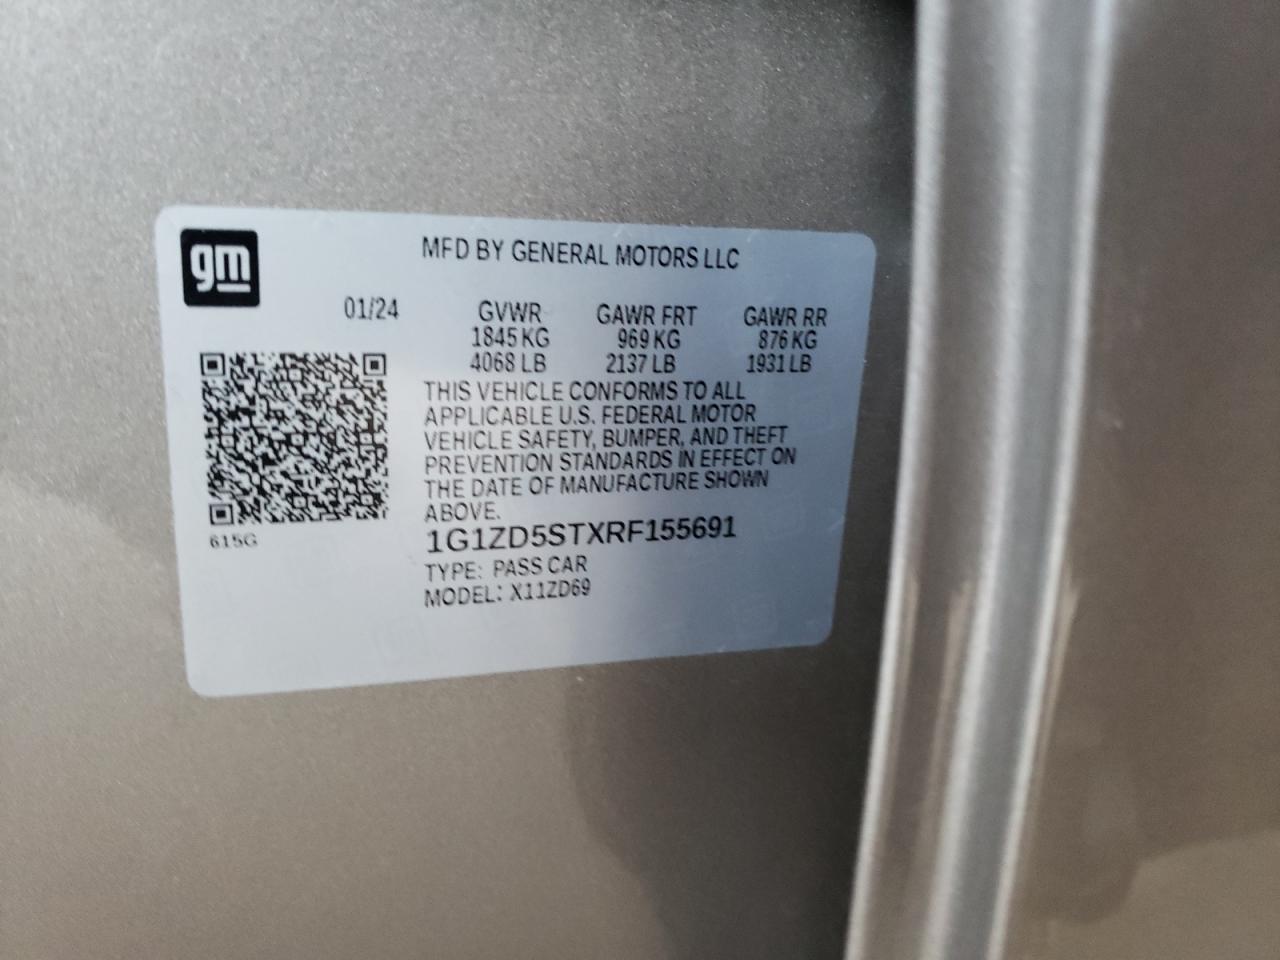 gm
MFD BY GENERAL MOTORS LLC
01/24 GVWR GAWR FRT GAWR RR
1845 KG 969 KG 876 KG
4068 LB 2137 LB 1931 LB
THIS VEHICLE CONFORMS TO ALL
APPLICABLE U.S. FEDERAL MOTOR
VEHICLE SAFETY, BUMPER, AND THEFT
PREVENTION STANDARDS IN EFFECT ON
THE DATE OF MANUFACTURE SHOWN
ABOVE.
615G
1G1ZD5STXRF155691
TYPE: PASS CAR
MODEL: X11ZD69